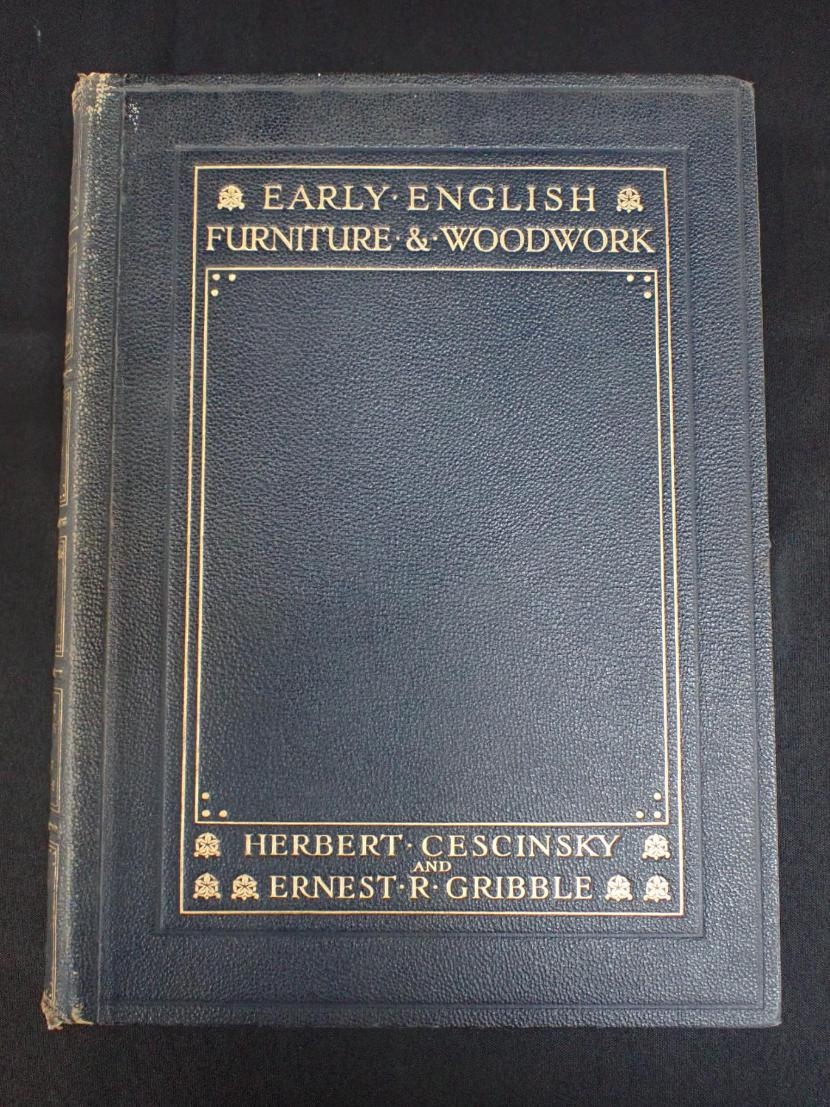 EARLY·ENGLISH
FURNITURE·&·WOODWORK
HERBERT·CESCINSKY
AND
ERNEST·R·GRIBBLE